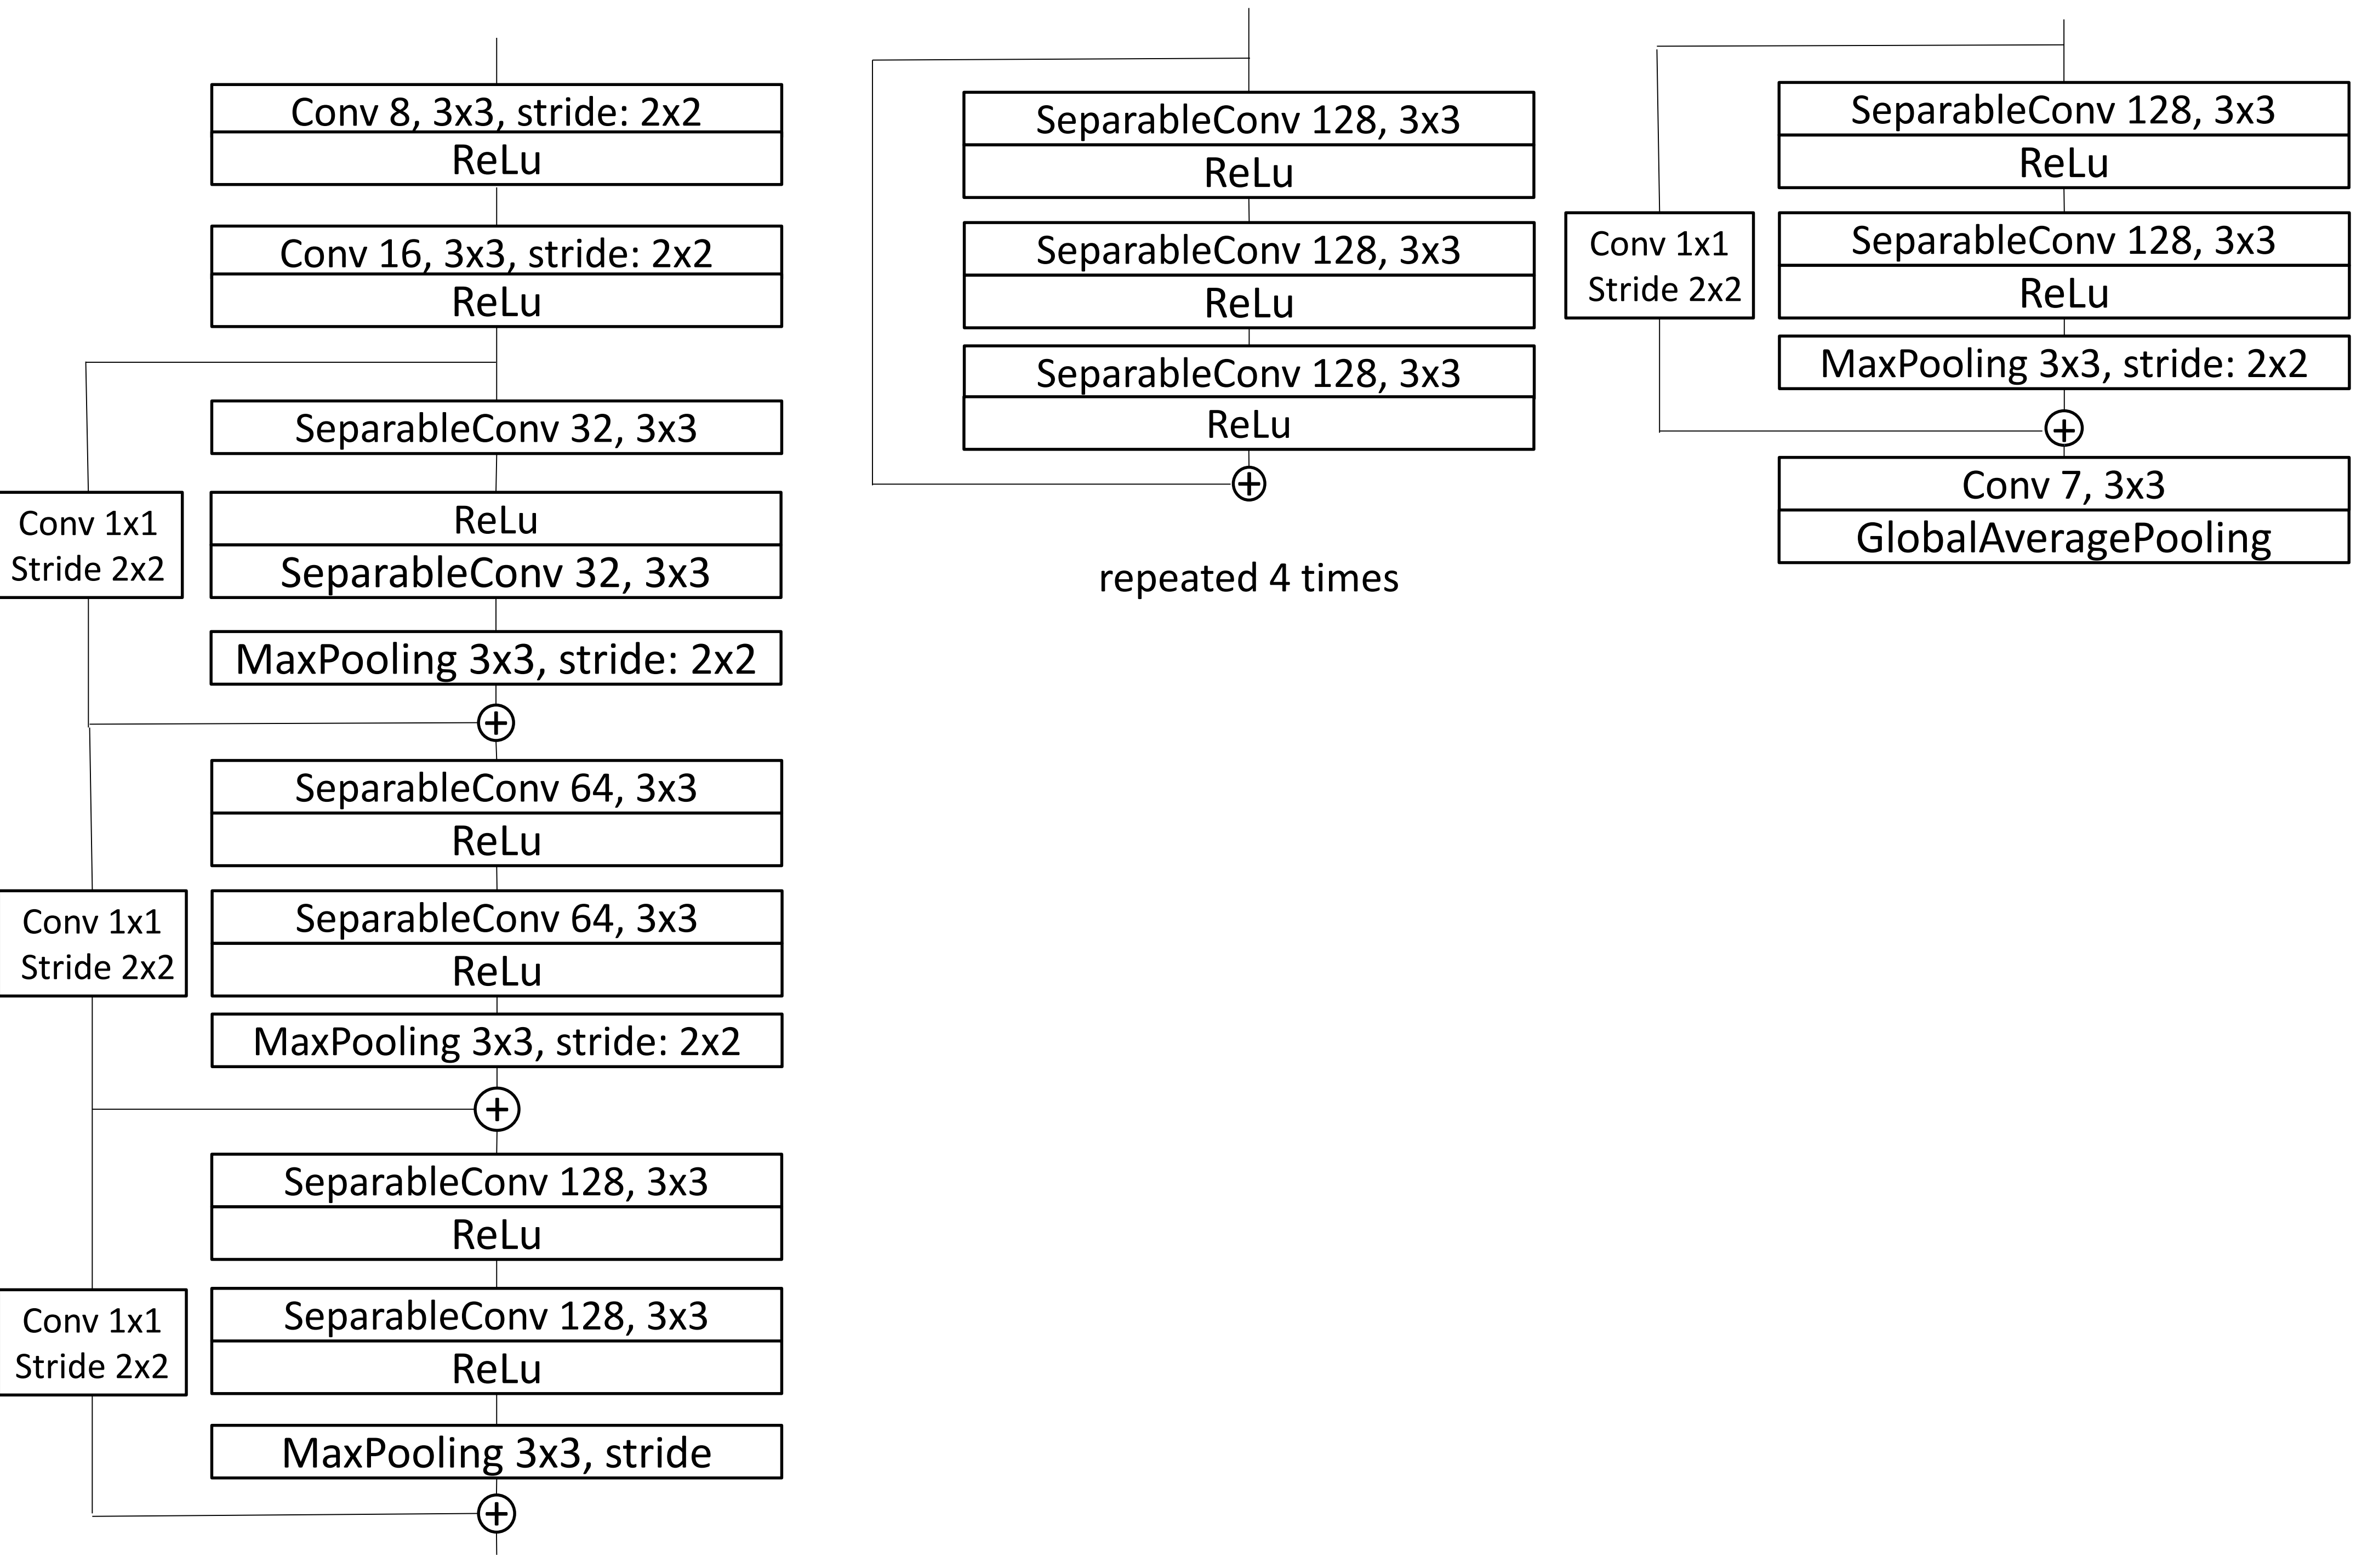 Conv 8, 3x3, stride: 2x2
ReLu
Conv 16, 3x3, stride: 2x2
ReLu
SeparableConv 32, 3x3
Conv 1x1
Stride 2x2
ReLu
SeparableConv 32, 3x3
MaxPooling 3x3, stride: 2x2
SeparableConv 64, 3x3
ReLu
Conv 1x1
Stride 2x2
SeparableConv 64, 3x3
ReLu
MaxPooling 3x3, stride: 2x2
SeparableConv 128, 3x3
ReLu
Conv 1x1
Stride 2x2
SeparableConv 128, 3x3
ReLu
MaxPooling 3x3, stride
SeparableConv 128, 3x3
ReLu
SeparableConv 128, 3x3
ReLu
SeparableConv 128, 3x3
ReLu
repeated 4 times
SeparableConv 128, 3x3
ReLu
Conv 1x1
Stride 2x2
SeparableConv 128, 3x3
ReLu
MaxPooling 3x3, stride: 2x2
Conv 7, 3x3
GlobalAveragePooling